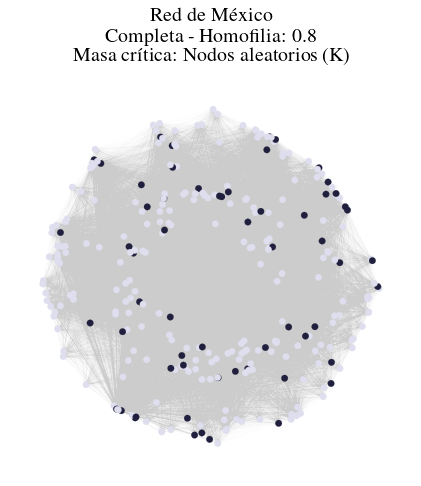 Red de México
Completa - Homofilia: 0.8
Masa crítica: Nodos aleatorios (K)